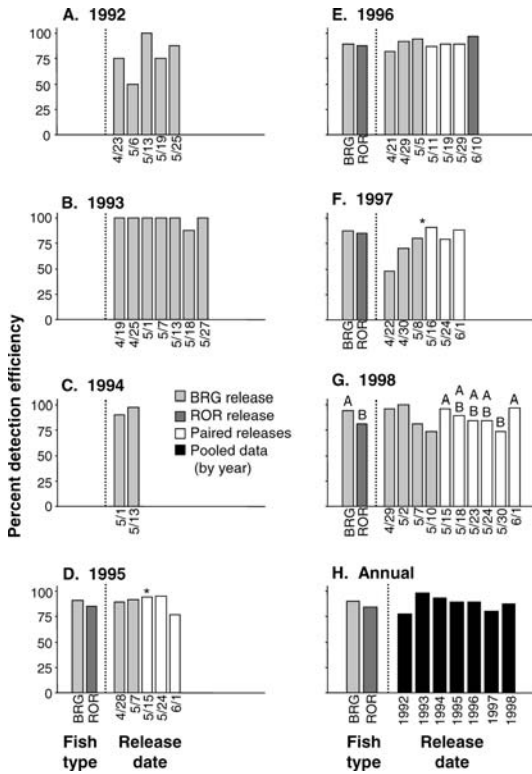 A. 1992
100
75
50
25
0
4/23
5/6
5/13
5/19
5/25
B. 1993
100
75
50
25
0
4/19
4/25
5/1
5/7
5/13
5/18
5/27
C. 1994
100
75
50
25
0
5/1
5/13
BRG release
ROR release
Paired releases
Pooled data
(by year)
D. 1995
100
75
50
25
0
*
BRG
ROR
4/28
5/7
5/15
5/24
6/1
Fish
type
Release
date
Percent detection efficiency
E. 1996
100
75
50
25
0
BRG
ROR
4/21
4/29
5/5
5/11
5/19
5/29
6/10
F. 1997
100
75
50
25
0
*
BRG
ROR
4/22
4/30
5/8
5/16
5/24
6/1
G. 1998
100
75
50
25
0
A
B
A
A
B
A
B
A
B
B
A
BRG
ROR
4/29
5/2
5/7
5/10
5/15
5/18
5/23
5/24
5/30
6/1
H. Annual
100
75
50
25
0
BRG
ROR
1992
1993
1994
1995
1996
1997
1998
Fish
type
Release
date